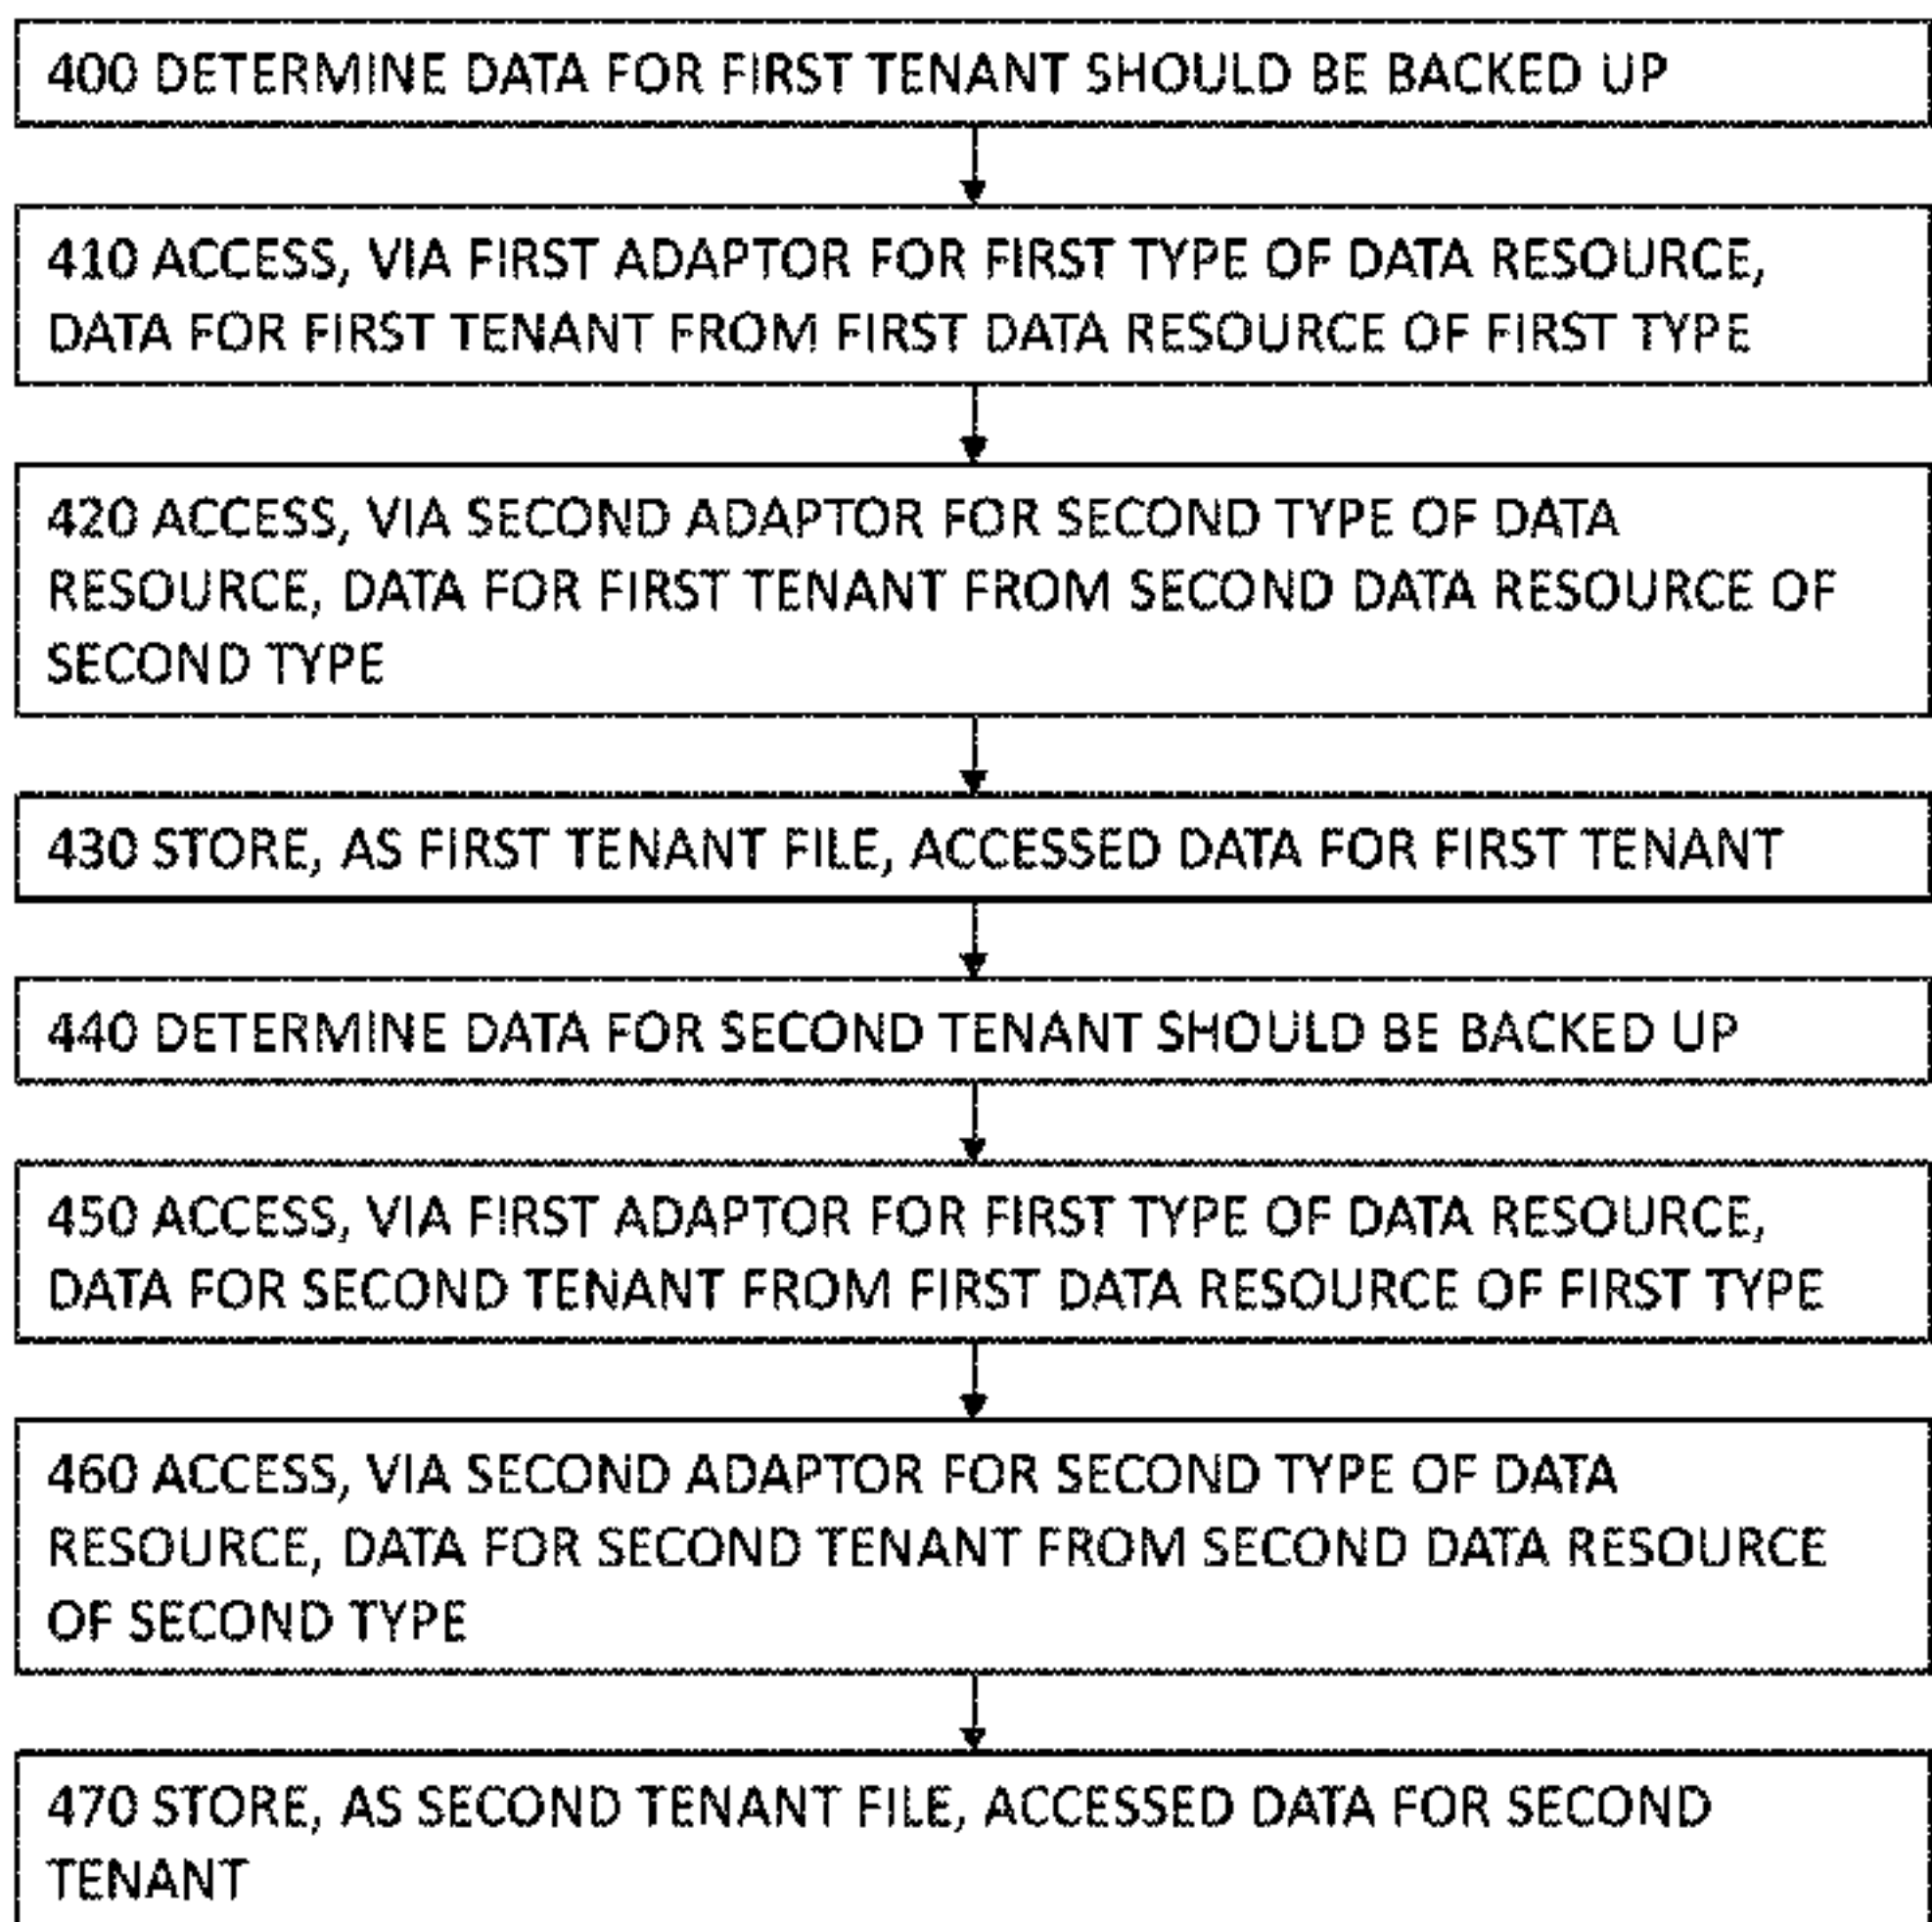 400 DETERMINE DATA FOR FIRST TENANT SHOULD BE BACKED UP
410 ACCESS, VIA FIRST ADAPTOR FOR FIRST TYPE OF DATA RESOURCE,
DATA FOR FIRST TENANT FROM FIRST DATA RESOURCE OF FIRST TYPE
420 ACCESS, VIA SECOND ADAPTOR FOR SECOND TYPE OF DATA
RESOURCE, DATA FOR FIRST TENANT FROM SECOND DATA RESOURCE OF
SECOND TYPE
430 STORE, AS FIRST TENANT FILE, ACCESSED DATA FOR FIRST TENANT
440 DETERMINE DATA FOR SECOND TENANT SHOULD BE BACKED UP
450 ACCESS, VIA FIRST ADAPTOR FOR FIRST TYPE OF DATA RESOURCE,
DATA FOR SECOND TENANT FROM FIRST DATA RESOURCE OF FIRST TYPE
460 ACCESS, VIA SECOND ADAPTOR FOR SECOND TYPE OF DATA
RESOURCE, DATA FOR SECOND TENANT FROM SECOND DATA RESOURCE
OF SECOND TYPE
470 STORE, AS SECOND TENANT FILE, ACCESSED DATA FOR SECOND
TENANT